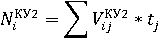 N_i^{КУ2} = ∑ V_{ij}^{КУ2} * t_j